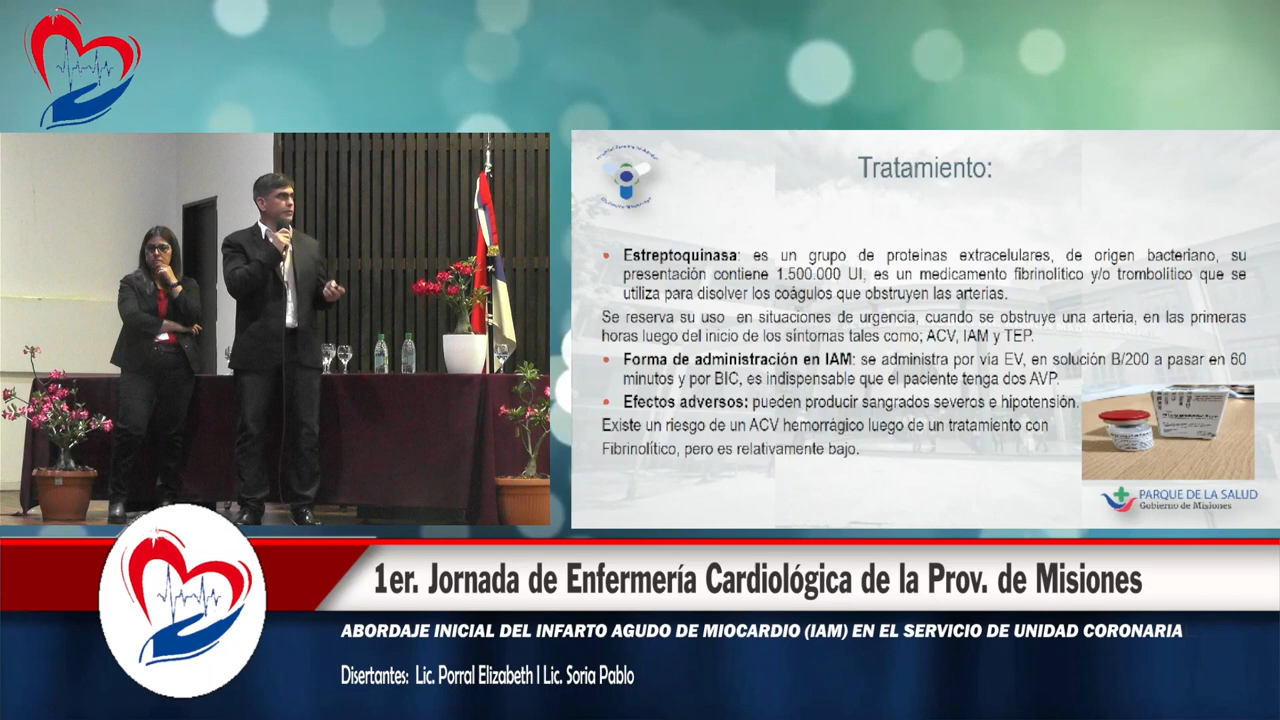 Tratamiento:
• Estreptoquinasa: es un grupo de proteinas extracelulares, de origen bacteriano, su
presentación contiene 1.500.000 UI, es un medicamento fibrinolítico y/o trombolítico que se
utiliza para disolver los coágulos que obstruyen las arterias.
Se reserva su uso en situaciones de urgencia, cuando se obstruye una arteria, en las primeras
horas luego del inicio de los síntomas tales como; ACV, IAM y TEP.
• Forma de administración en IAM: se administra por via EV, en solución B/200 a pasar en 60
minutos y por BIC, es indispensable que el paciente tenga dos AVP.
• Efectos adversos: pueden producir sangrados severos e hipotensión.
Existe un riesgo de un ACV hemorrágico luego de un tratamiento con
Fibrinolítico, pero es relativamente bajo.
PARQUE DE LA SALUD
Gobierno de Misiones
1er. Jornada de Enfermería Cardiológica de la Prov. de Misiones
ABORDAJE INICIAL DEL INFARTO AGUDO DE MIOCARDIO (IAM) EN EL SERVICIO DE UNIDAD CORONARIA
Disertantes: Lic. Porral Elizabeth I Lic. Soria Pablo